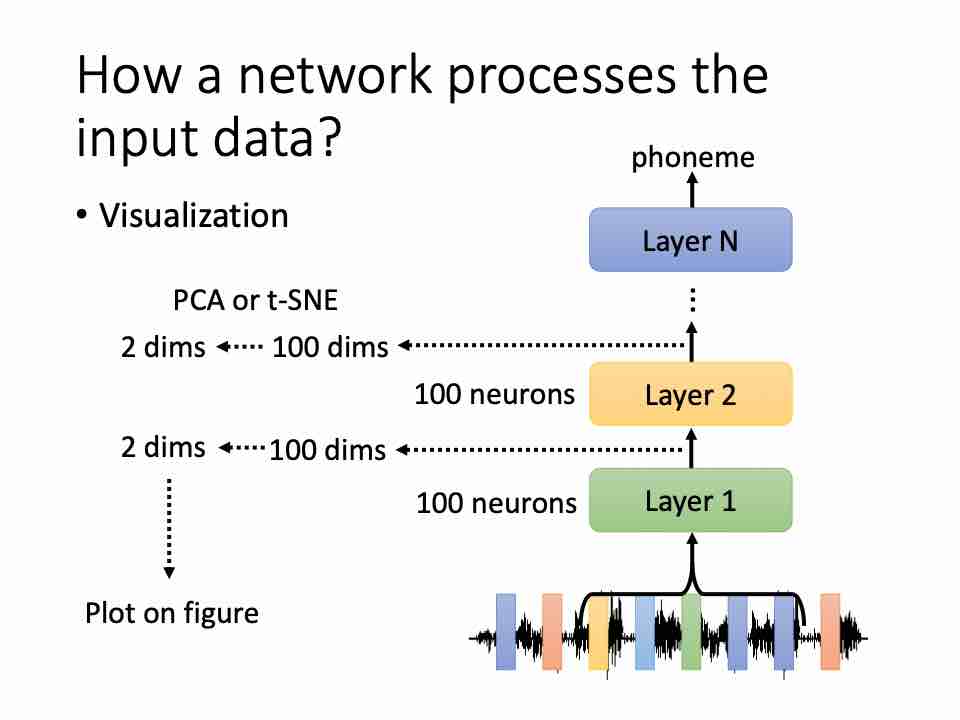 How a network processes the
input data?
• Visualization
phoneme
Layer N
⋮
PCA or t-SNE
2 dims
100 dims
100 neurons
Layer 2
2 dims
100 dims
100 neurons
Layer 1
Plot on figure